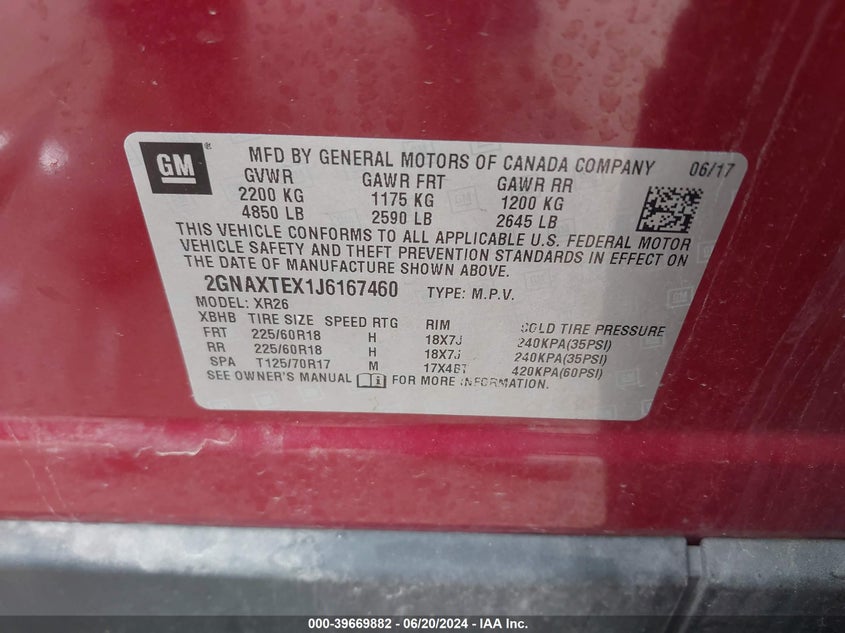 GM ® MFD BY GENERAL MOTORS OF CANADA COMPANY 06/17
GVWR GAWR FRT GAWR RR
2200 KG 1175 KG 1200 KG
4850 LB 2590 LB 2645 LB
THIS VEHICLE CONFORMS TO ALL APPLICABLE U.S. FEDERAL MOTOR
VEHICLE SAFETY AND THEFT PREVENTION STANDARDS IN EFFECT ON
THE DATE OF MANUFACTURE SHOWN ABOVE.
2GNAXTEX1J6167460 TYPE: M.P.V.
MODEL: XR26
XBHB TIRE SIZE SPEED RTG RIM COLD TIRE PRESSURE
FRT 225/60R18 H 18X7J 240KPA(35PSI)
RR 225/60R18 H 18X7J 240KPA(35PSI)
SPA T125/70R17 M 17X4BT 420KPA(60PSI)
SEE OWNER'S MANUAL FOR MORE INFORMATION.
000-39669882 - 06/20/2024 - IAA Inc.